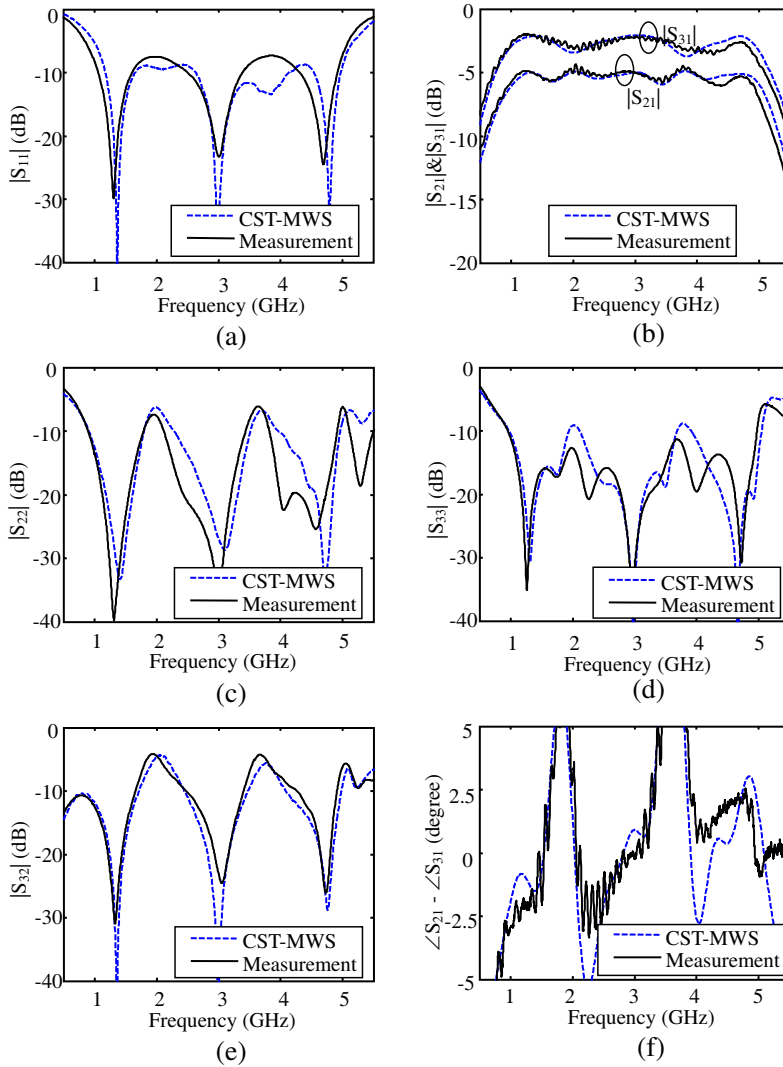 0
-10
-20
-30
-40
|S11| (dB)
CST-MWS
Measurement
1 2 3 4 5
Frequency (GHz)
(a)
0
-5
-10
-15
-20
|S21|&|S31| (dB)
|S31|
|S21|
CST-MWS
Measurement
1 2 3 4 5
Frequency (GHz)
(b)
0
-10
-20
-30
-40
|S22| (dB)
CST-MWS
Measurement
1 2 3 4 5
Frequency (GHz)
(c)
0
-10
-20
-30
-40
|S33| (dB)
CST-MWS
Measurement
1 2 3 4 5
Frequency (GHz)
(d)
0
-10
-20
-30
-40
|S32| (dB)
CST-MWS
Measurement
1 2 3 4 5
Frequency (GHz)
(e)
5
2.5
0
-2.5
-5
∠S21 - ∠S31 (degree)
CST-MWS
Measurement
1 2 3 4 5
Frequency (GHz)
(f)